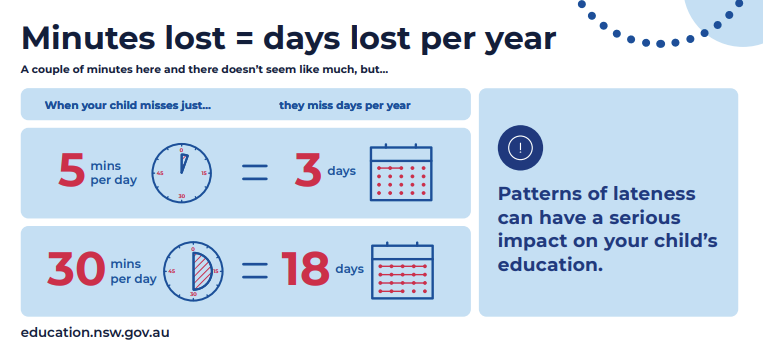 Minutes lost = days lost per year
A couple of minutes here and there doesn't seem like much, but...
When your child misses just... they miss days per year
5 mins per day
0
15
30
45
= 3 days
30 mins per day
0
15
30
45
= 18 days
!
Patterns of lateness
can have a serious
impact on your child's
education.
education.nsw.gov.au